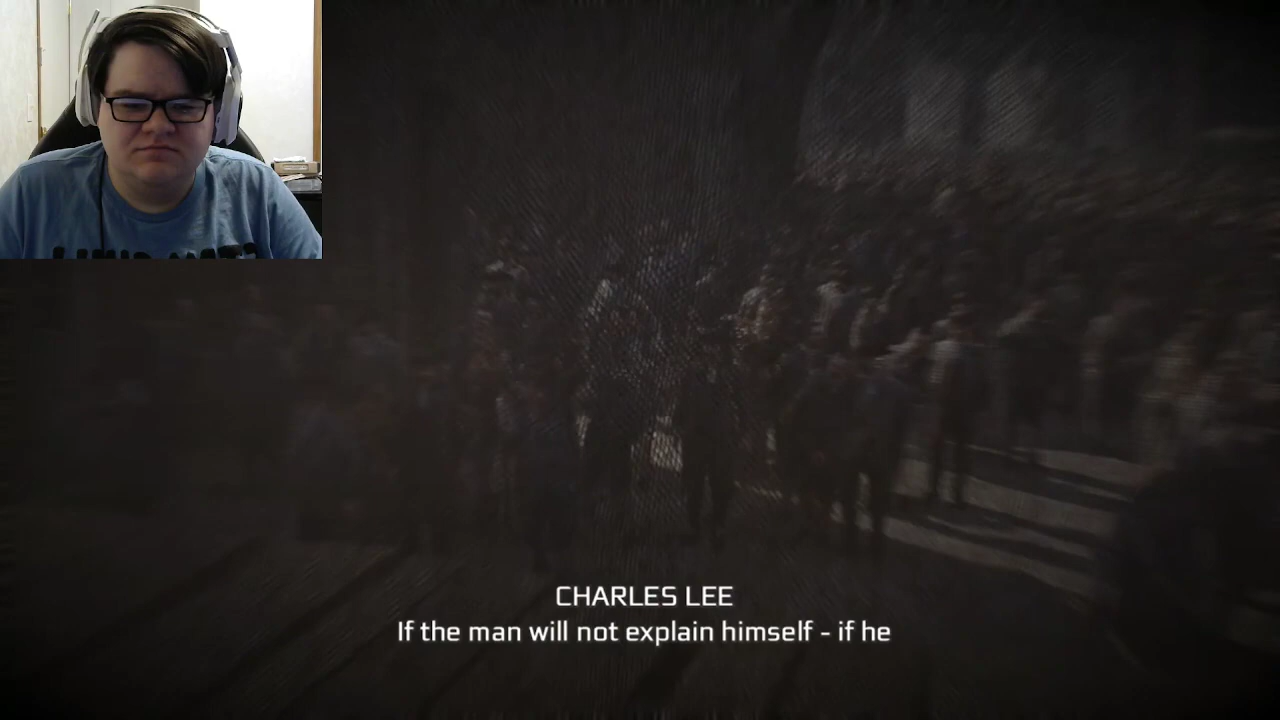 CHARLES LEE
If the man will not explain himself - if he